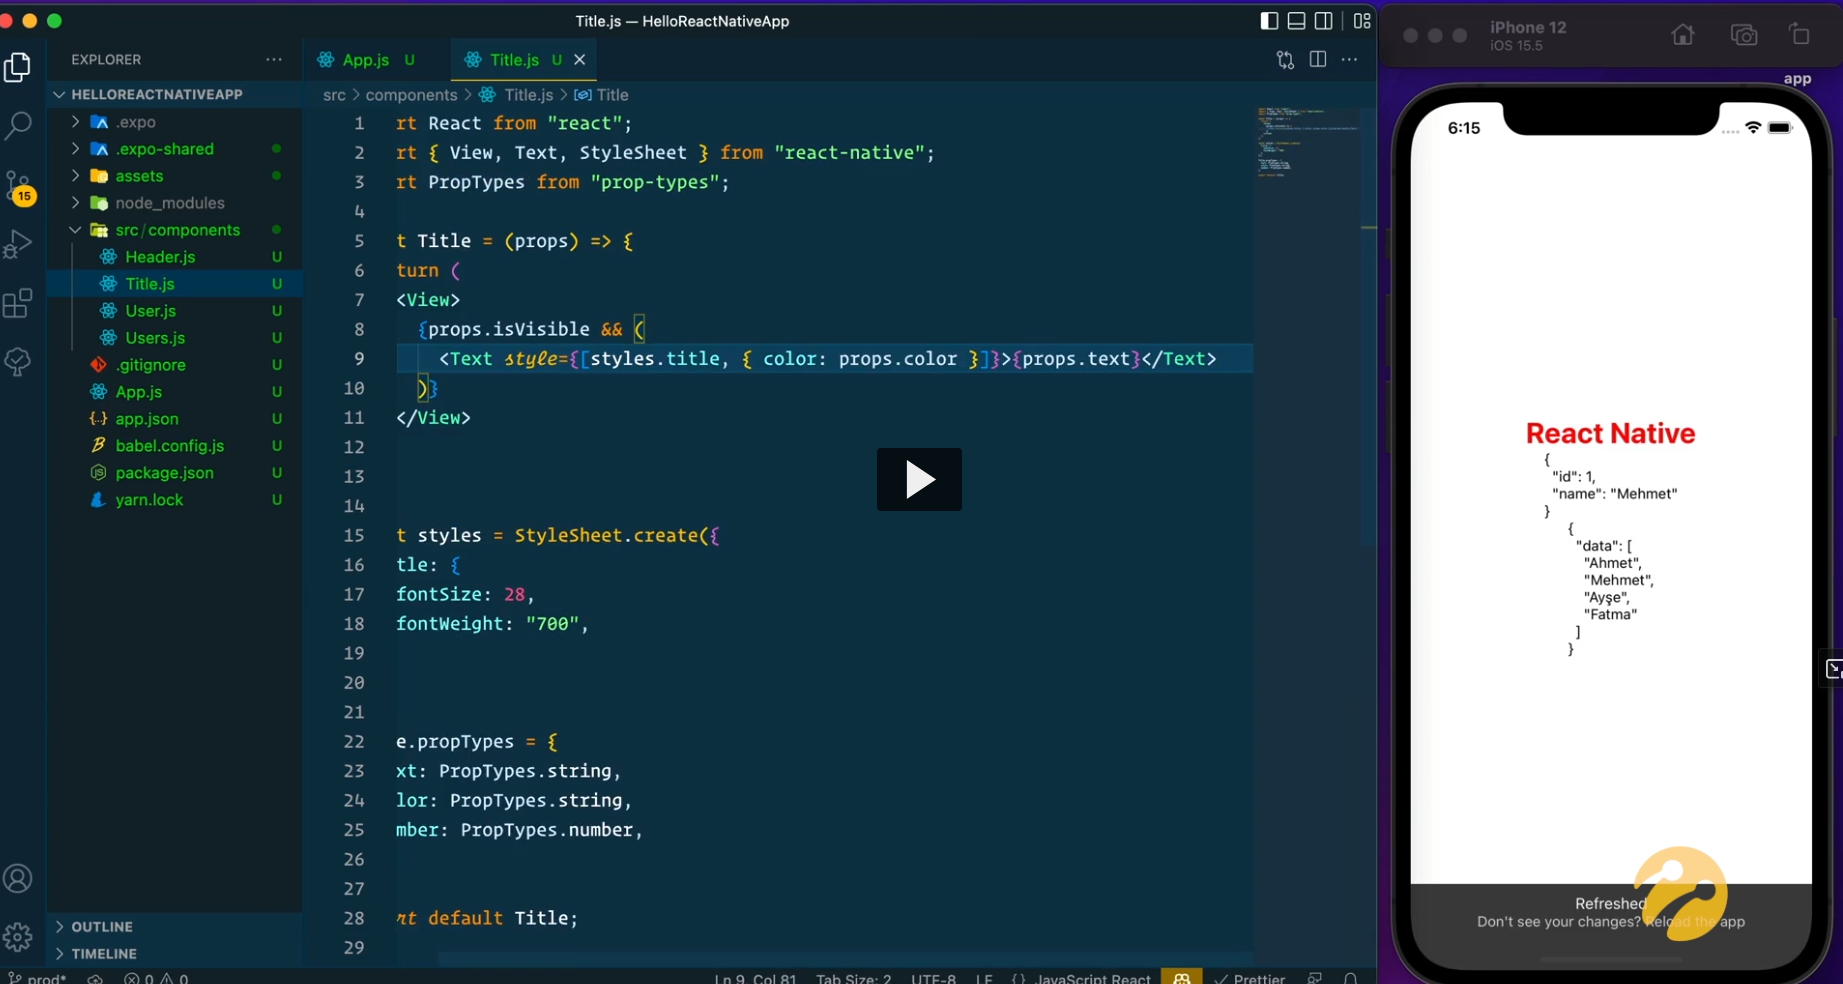 Title.js — HelloReactNativeApp
EXPLORER
HELLOREACTNATIVEAPP
.expo
.expo-shared
assets
node_modules
src/components
Header.js U
Title.js U
User.js U
Users.js U
.gitignore U
App.js U
app.json U
babel.config.js U
package.json U
yarn.lock U
15
OUTLINE
TIMELINE
App.js U
Title.js U
src > components > Title.js > Title
1 rt React from "react";
2 rt { View, Text, StyleSheet } from "react-native";
3 rt PropTypes from "prop-types";
4
5 t Title = (props) => {
6 turn (
7 <View>
8 {props.isVisible && (
9 <Text style={[styles.title, { color: props.color }]}>{props.text}</Text>
10 )}
11 </View>
12
13
14
15 t styles = StyleSheet.create({
16 tle: {
17 fontSize: 28,
18 fontWeight: "700",
19
20
21
22 e.propTypes = {
23 xt: PropTypes.string,
24 lor: PropTypes.string,
25 mber: PropTypes.number,
26
27
28 rt default Title;
29
prod* 0 0 Ln 9, Col 81 Tab Size: 2 UTF-8 LF {} JavaScript React Prettier
iPhone 12
iOS 15.5
app
6:15
React Native
{
"id": 1,
"name": "Mehmet"
}
{
"data": [
"Ahmet",
"Mehmet",
"Ayşe",
"Fatma"
]
}
Refreshed
Don't see your changes? Reload the app